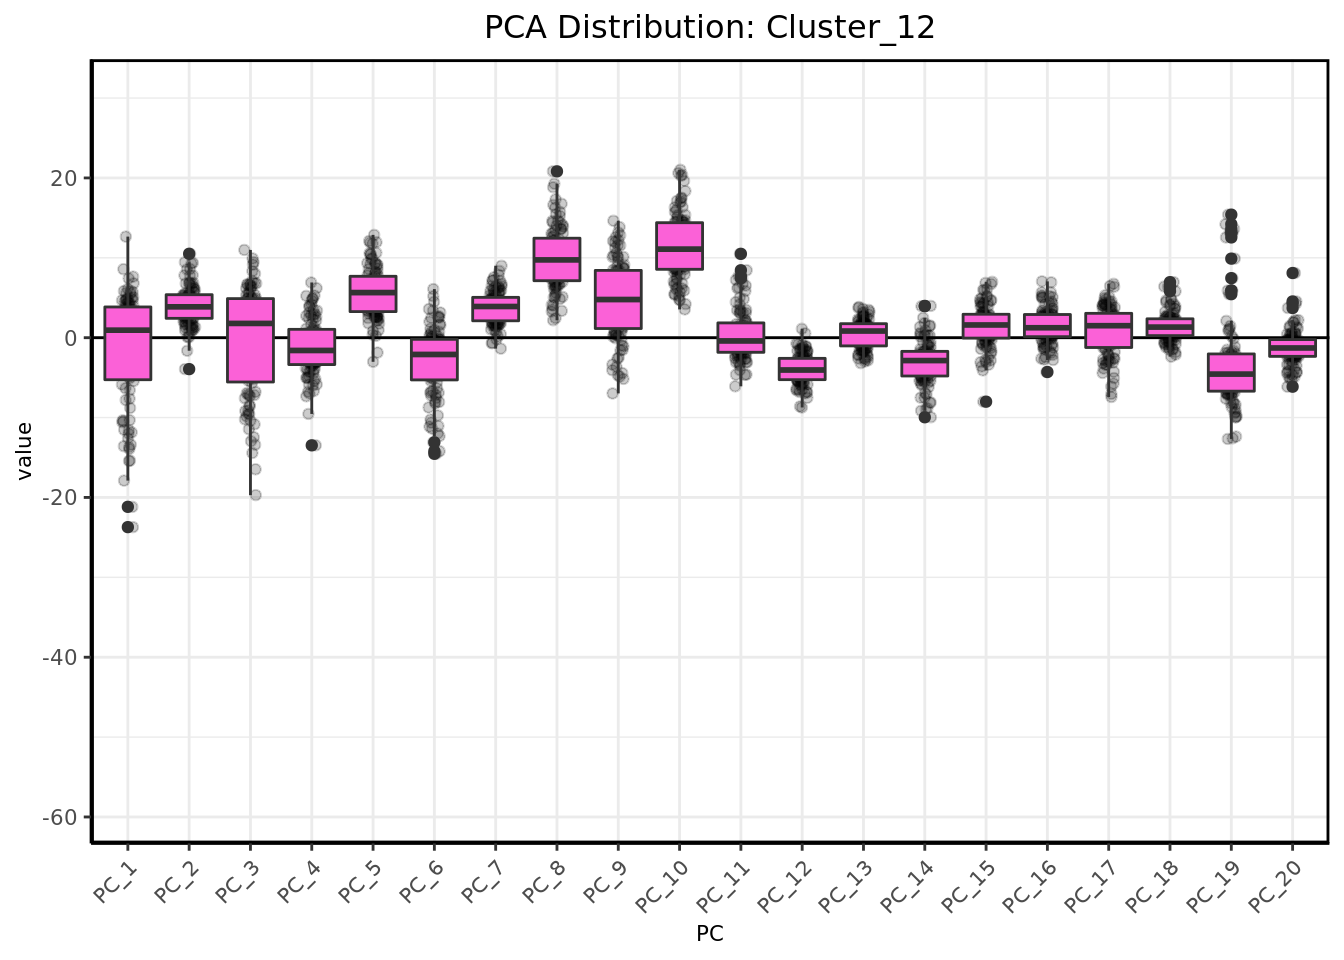 PCA Distribution: Cluster_12
value
20
0
-20
-40
-60
PC_1 PC_2 PC_3 PC_4 PC_5 PC_6 PC_7 PC_8 PC_9 PC_10 PC_11 PC_12 PC_13 PC_14 PC_15 PC_16 PC_17 PC_18 PC_19 PC_20
PC